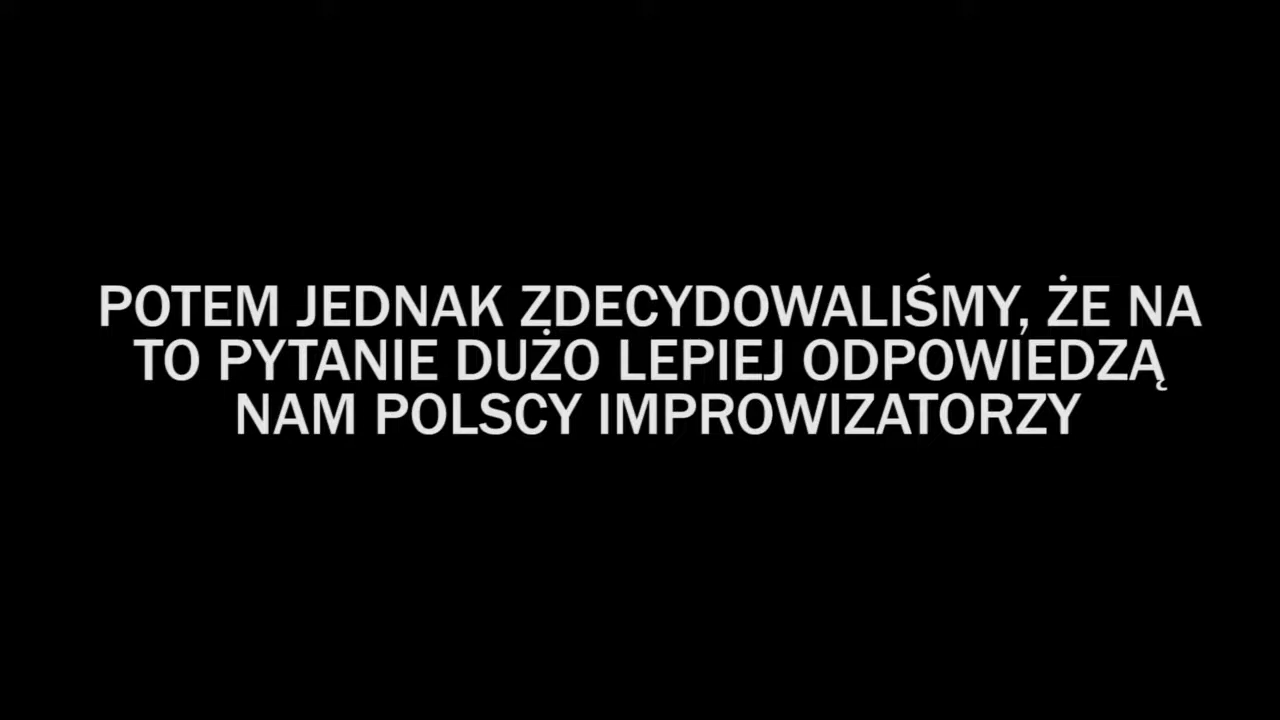 POTEM JEDNAK ZDECYDOWALIŚMY, ŻE NA
TO PYTANIE DUŻO LEPIEJ ODPOWIEDZĄ
NAM POLSCY IMPROWIZATORZY